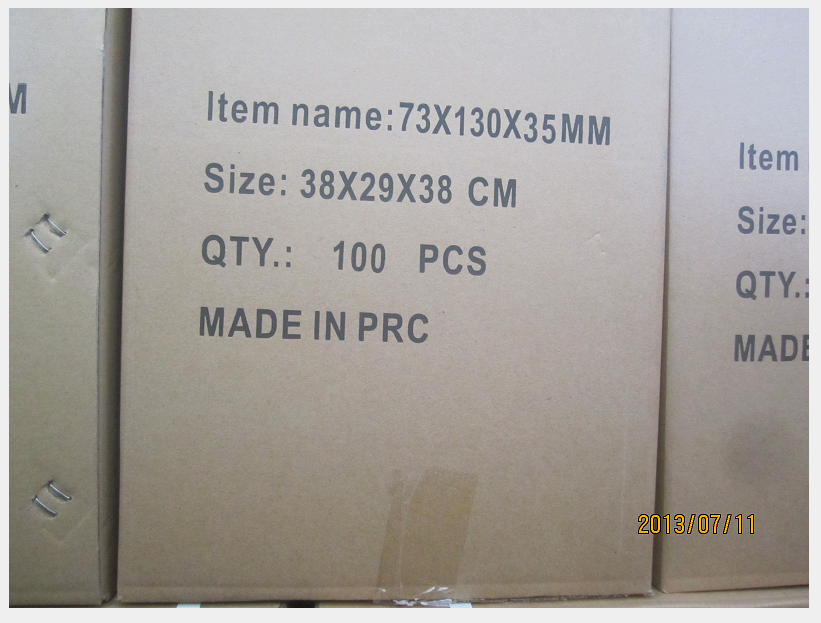 M
Item name:73X130X35MM
Size: 38X29X38 CM
QTY.: 100 PCS
MADE IN PRC
Item
Size:
QTY.:
MADE
2013/07/11